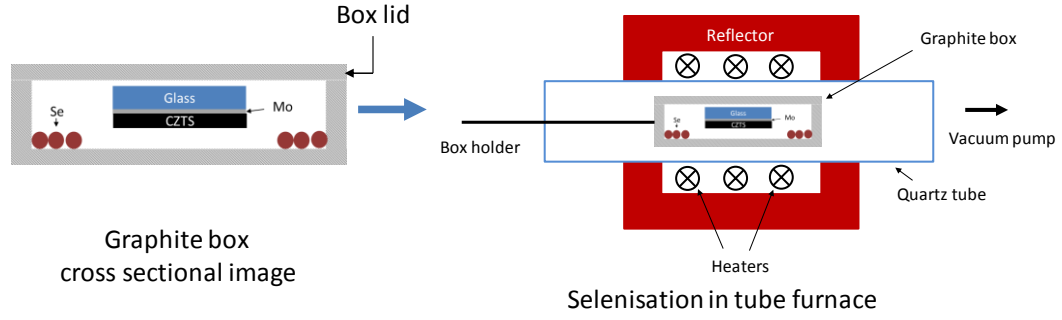 Box lid
Glass
Se
Mo
CZTS
Graphite box
cross sectional image
Reflector
Graphite box
Se
Glass
Mo
CZTS
Box holder
Vacuum pump
Quartz tube
Heaters
Selenisation in tube furnace